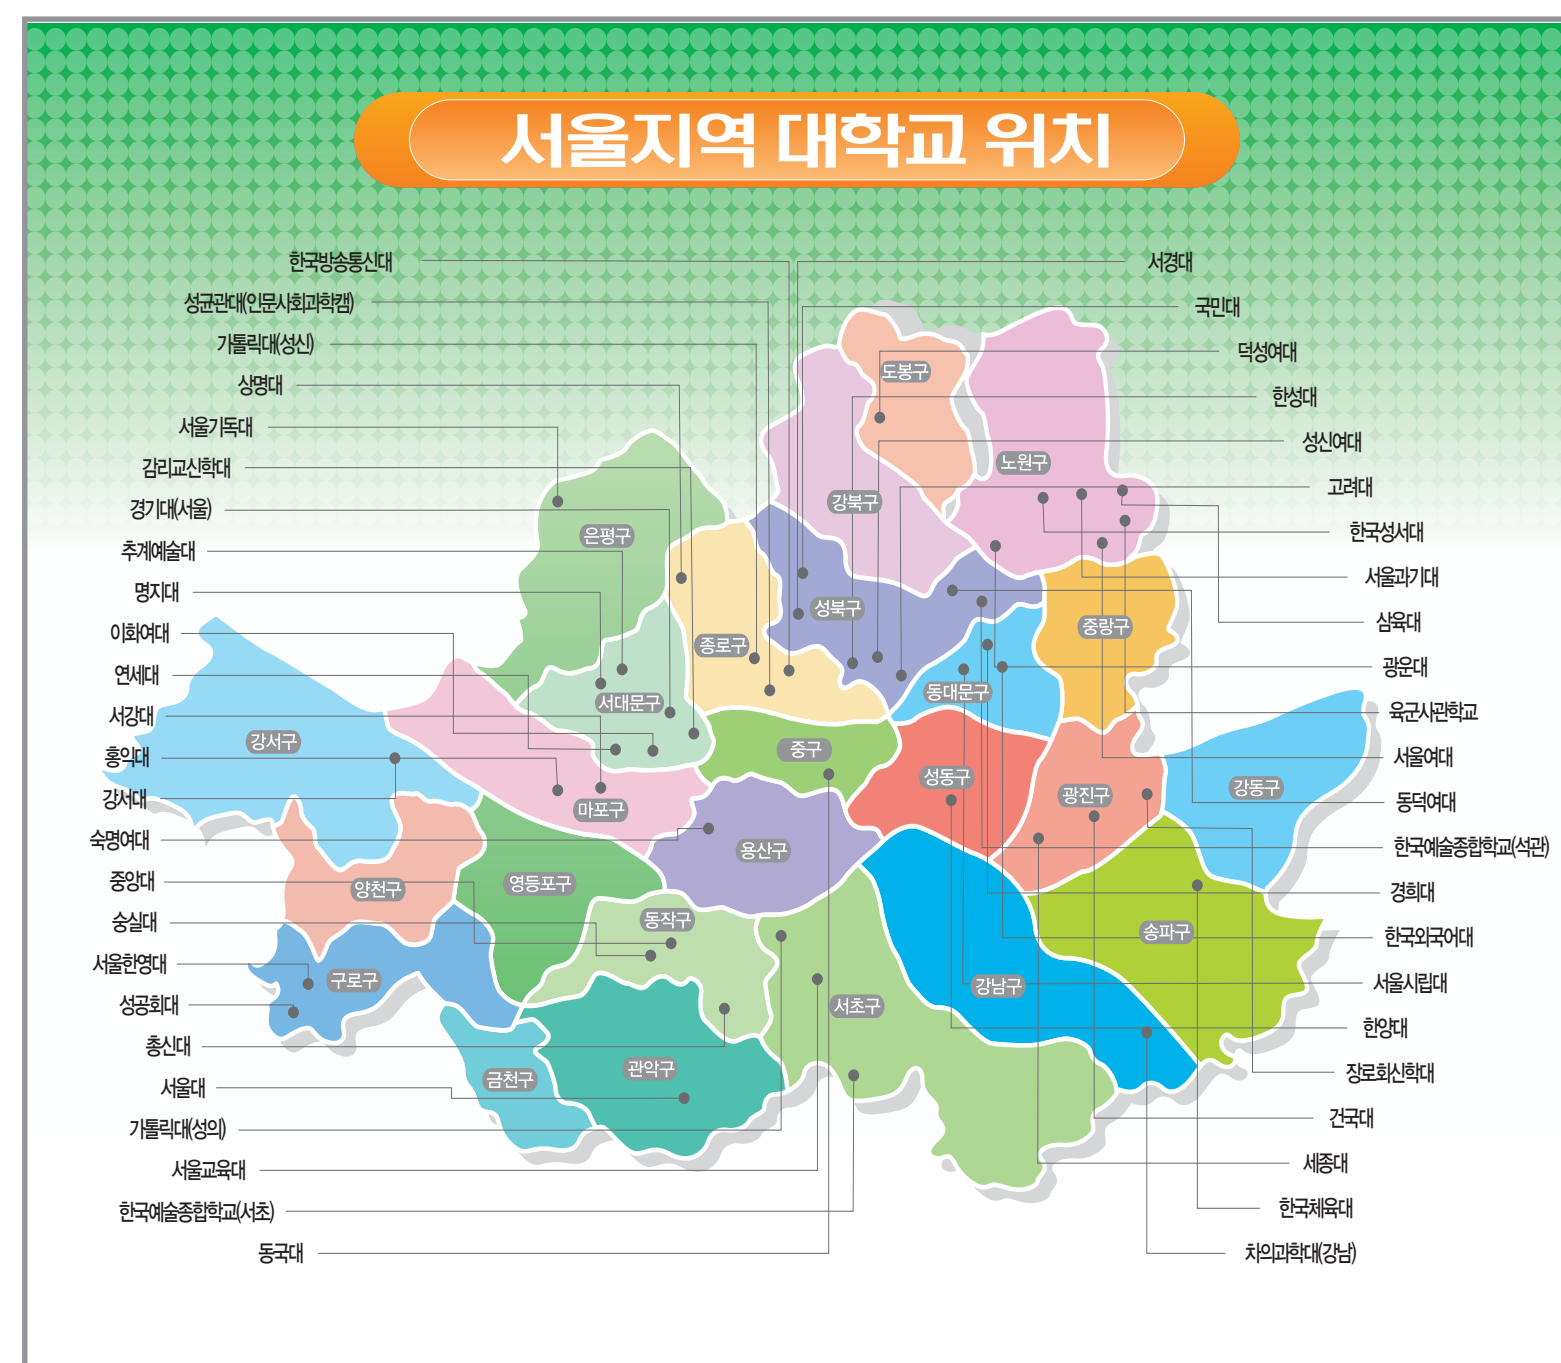 서울지역 대학교 위치
한국방송통신대
성균관대(인문사회과학캠)
가톨릭대(성신)
상명대
서울기독대
감리교신학대
경기대(서울)
추계예술대
명지대
이화여대
연세대
서강대
홍익대
강서대
숙명여대
중앙대
숭실대
서울한영대
성공회대
총신대
서울대
가톨릭대(성의)
서울교육대
한국예술종합학교(서초)
동국대
서경대
국민대
덕성여대
한성대
성신여대
고려대
한국성서대
서울과기대
삼육대
광운대
육군사관학교
서울여대
동덕여대
한국예술종합학교(석관)
경희대
한국외국어대
서울시립대
한양대
장로회신학대
건국대
세종대
한국체육대
차의과학대(강남)
도봉구
노원구
강북구
은평구
성북구
중랑구
종로구
동대문구
서대문구
강서구
중구
성동구
광진구
강동구
마포구
용산구
양천구
영등포구
동작구
송파구
구로구
강남구
서초구
관악구
금천구